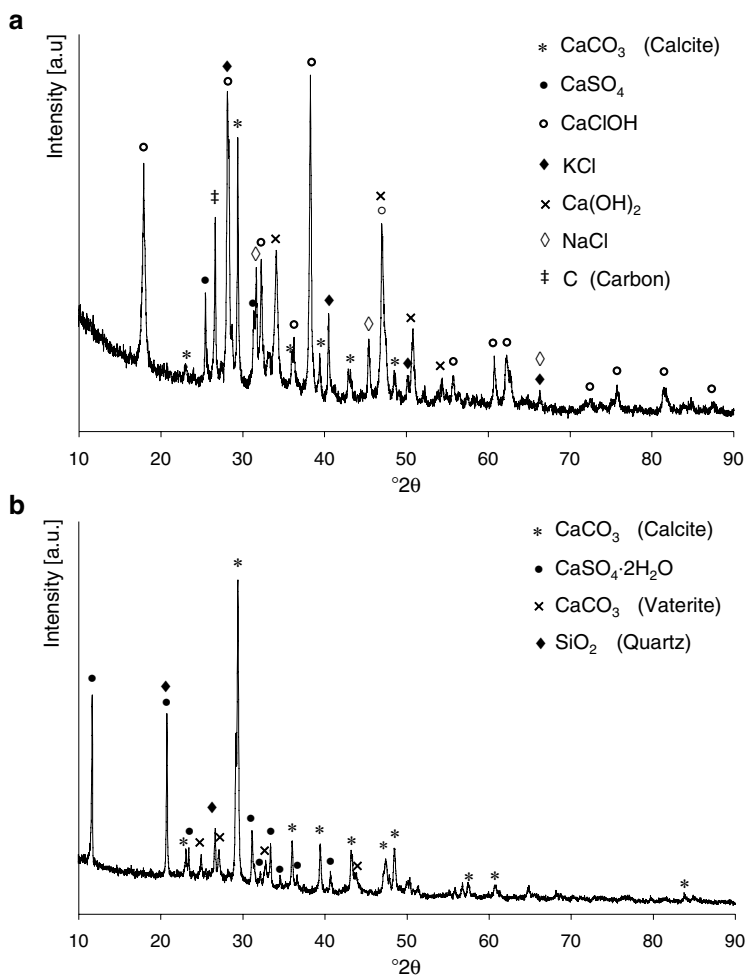 a
Intensity [a.u]
* CaCO₃ (Calcite)
● CaSO₄
○ CaClOH
◆ KCl
× Ca(OH)₂
◇ NaCl
‡ C (Carbon)
10 20 30 40 50 60 70 80 90
°2θ
b
Intensity [a.u.]
* CaCO₃ (Calcite)
● CaSO₄·2H₂O
× CaCO₃ (Vaterite)
◆ SiO₂ (Quartz)
10 20 30 40 50 60 70 80 90
°2θ